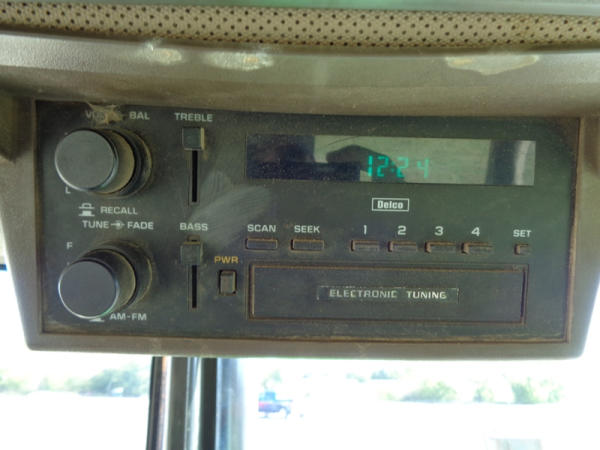 BAL TREBLE
12:24
L
Delco
RECALL
TUNE FADE BASS SCAN SEEK 1 2 3 4 SET
F
PWR
ELECTRONIC TUNING
AM-FM